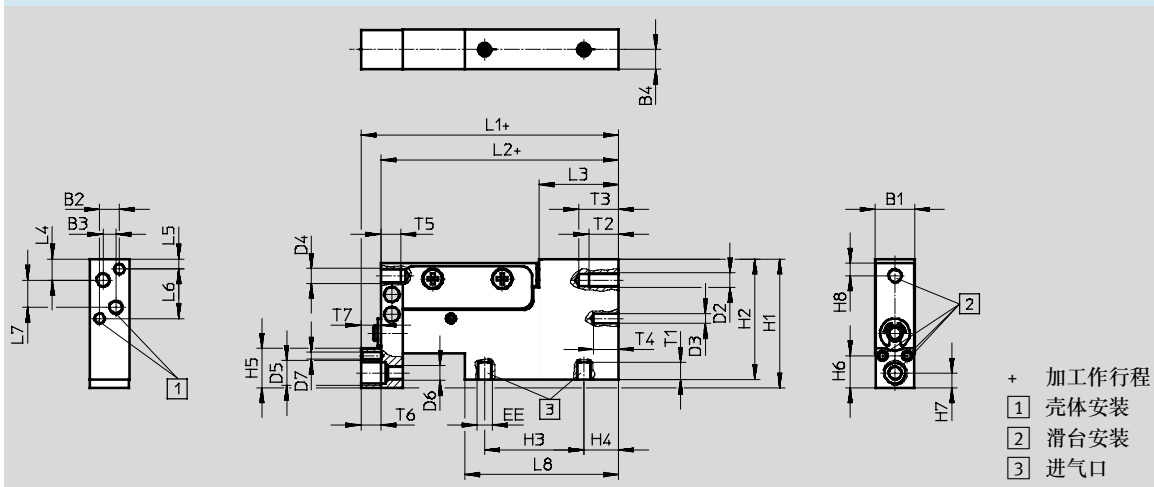 B4
L1+
L2+
L3
T3
T2
T5
D4
B2
B3
L4
L5
L6
L7
1
T7
H5
D5
D7
T6
D6
EE
3
H3
H4
L8
T4
T1
D3
D2
H2
H1
B1
H8
2
H6
H7
+ 加工作行程
1 壳体安装
2 滑台安装
3 进气口